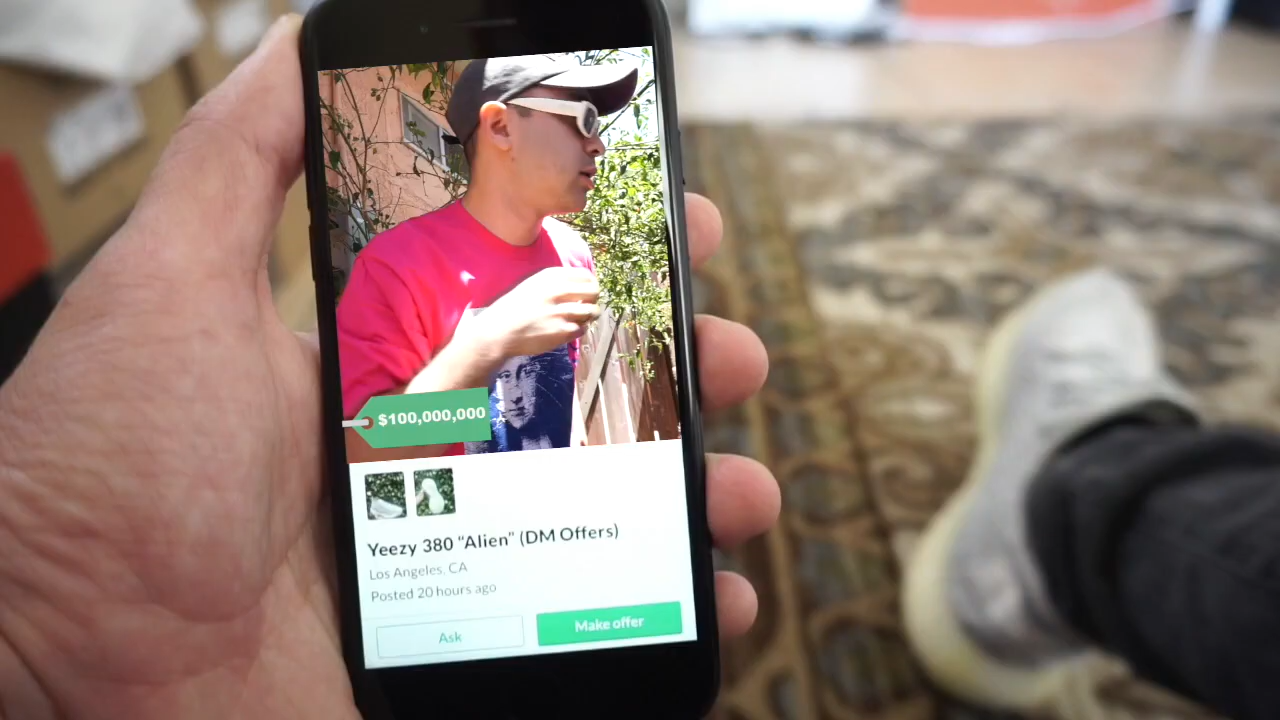 $100,000,000
Yeezy 380 "Alien" (DM Offers)
Los Angeles, CA
Posted 20 hours ago
Ask
Make offer